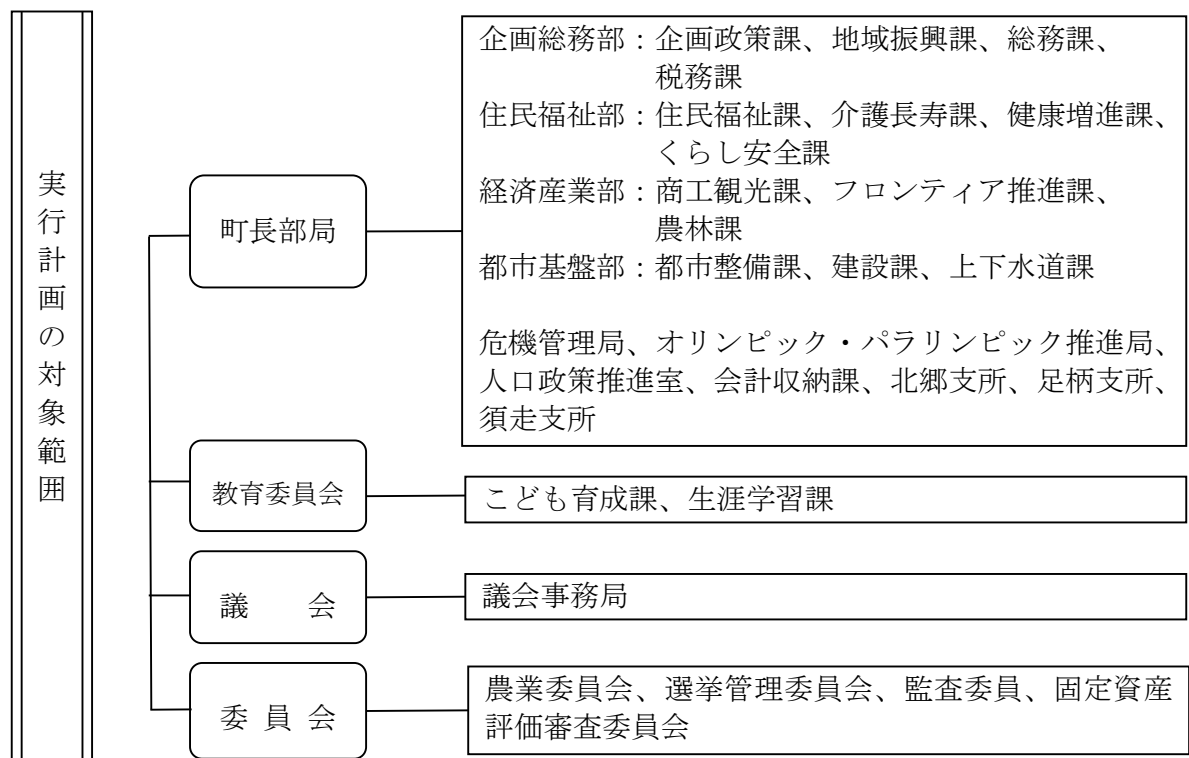 実行計画の対象範囲
町長部局
企画総務部：企画政策課、地域振興課、総務課、
税務課
住民福祉部：住民福祉課、介護長寿課、健康増進課、
くらし安全課
経済産業部：商工観光課、フロンティア推進課、
農林課
都市基盤部：都市整備課、建設課、上下水道課
危機管理局、オリンピック・パラリンピック推進局、
人口政策推進室、会計収納課、北郷支所、足柄支所、
須走支所
教育委員会
こども育成課、生涯学習課
議　　会
議会事務局
委 員 会
農業委員会、選挙管理委員会、監査委員、固定資産
評価審査委員会